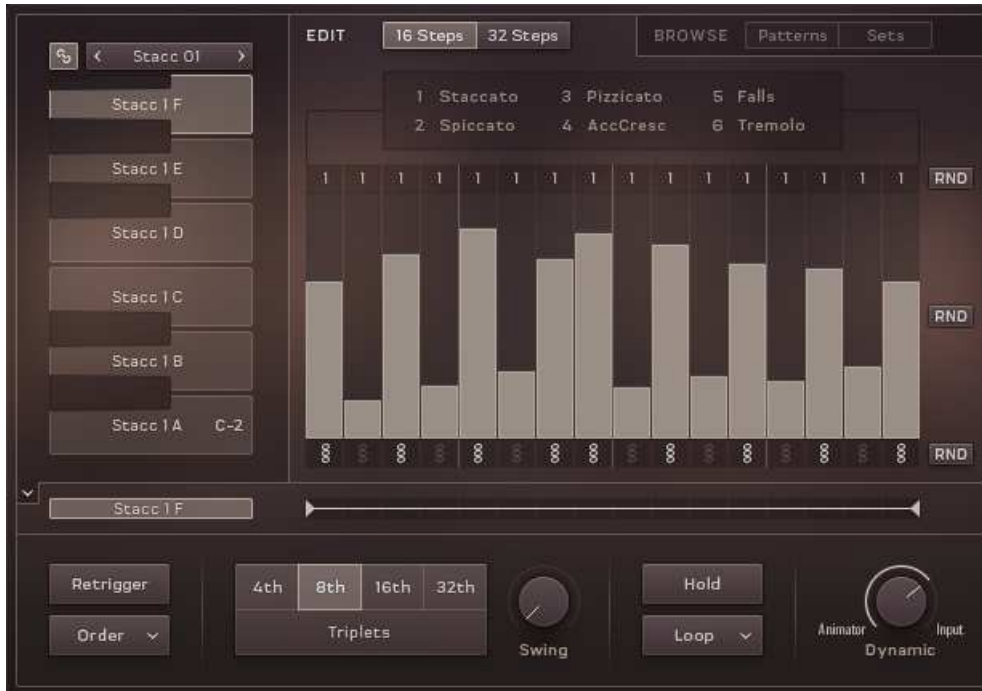 EDIT 16 Steps 32 Steps BROWSE Patterns Sets
Stacc 01
1 Staccato 3 Pizzicato 5 Falls
2 Spiccato 4 AccCresc 6 Tremolo
Stacc 1 F
Stacc 1 E
Stacc 1 D
Stacc 1 C
Stacc 1 B
Stacc 1 A C-2
1 1 1 1 1 1 1 1 1 1 1 1 1 1 1 1 RND
RND
RND
Stacc 1 F
Retrigger
Order
4th 8th 16th 32th
Triplets
Swing
Hold
Loop
Animator Input
Dynamic